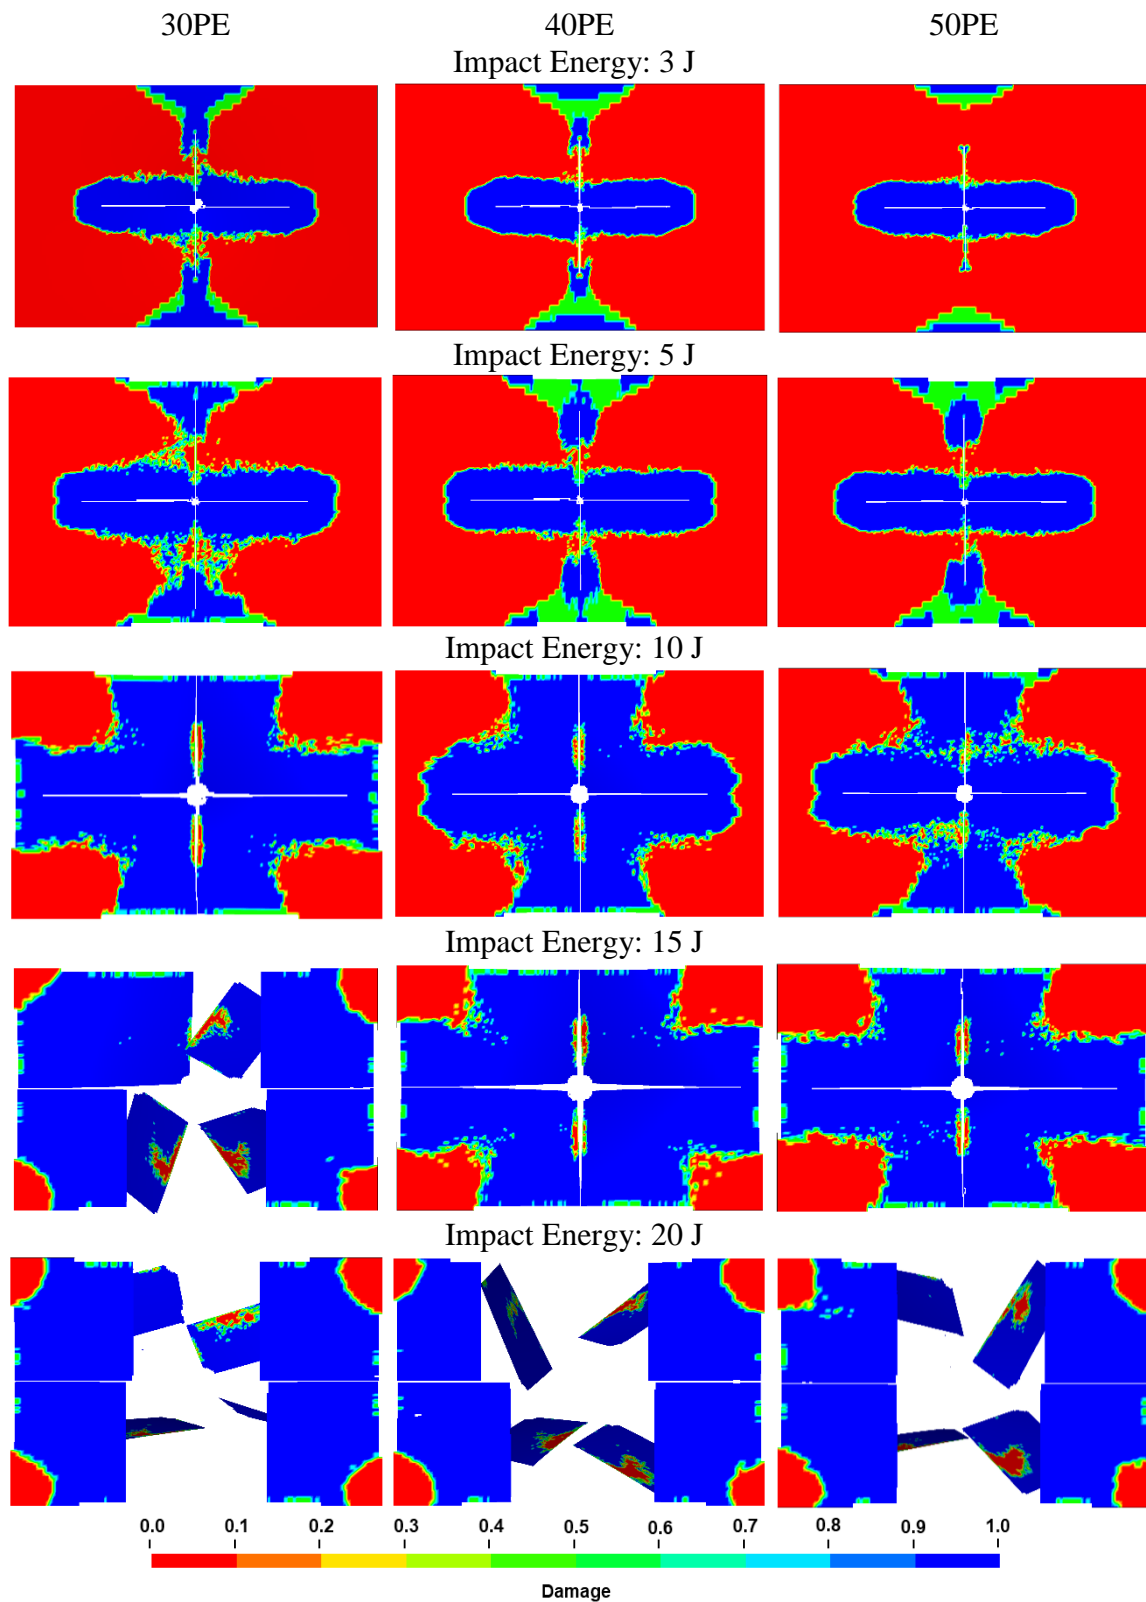 30PE 40PE 50PE
Impact Energy: 3 J
Impact Energy: 5 J
Impact Energy: 10 J
Impact Energy: 15 J
Impact Energy: 20 J
0.0 0.1 0.2 0.3 0.4 0.5 0.6 0.7 0.8 0.9 1.0
Damage